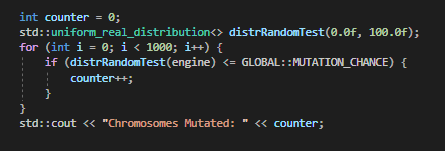 int counter = 0;
std::uniform_real_distribution<> distrRandomTest(0.0f, 100.0f);
for (int i = 0; i < 1000; i++) {
    if (distrRandomTest(engine) <= GLOBAL::MUTATION_CHANCE) {
        counter++;
    }
}
std::cout << "Chromosomes Mutated: " << counter;